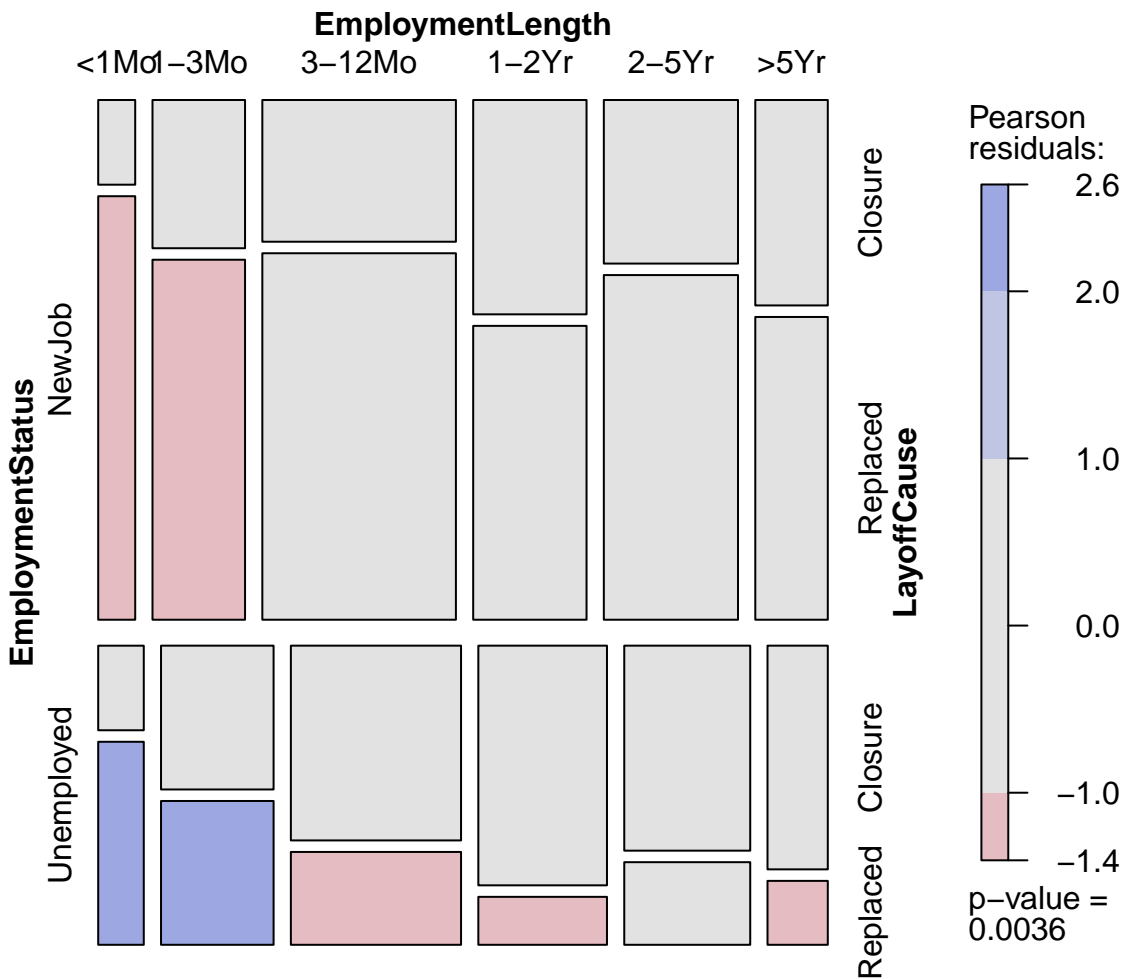 EmploymentLength
<1Mo 1−3Mo 3−12Mo 1−2Yr 2−5Yr >5Yr
EmploymentStatus
NewJob
Unemployed
Closure
Replaced
Closure
Replaced
LayoffCause
Pearson
residuals:
2.6
2.0
1.0
0.0
−1.0
−1.4
p−value =
0.0036